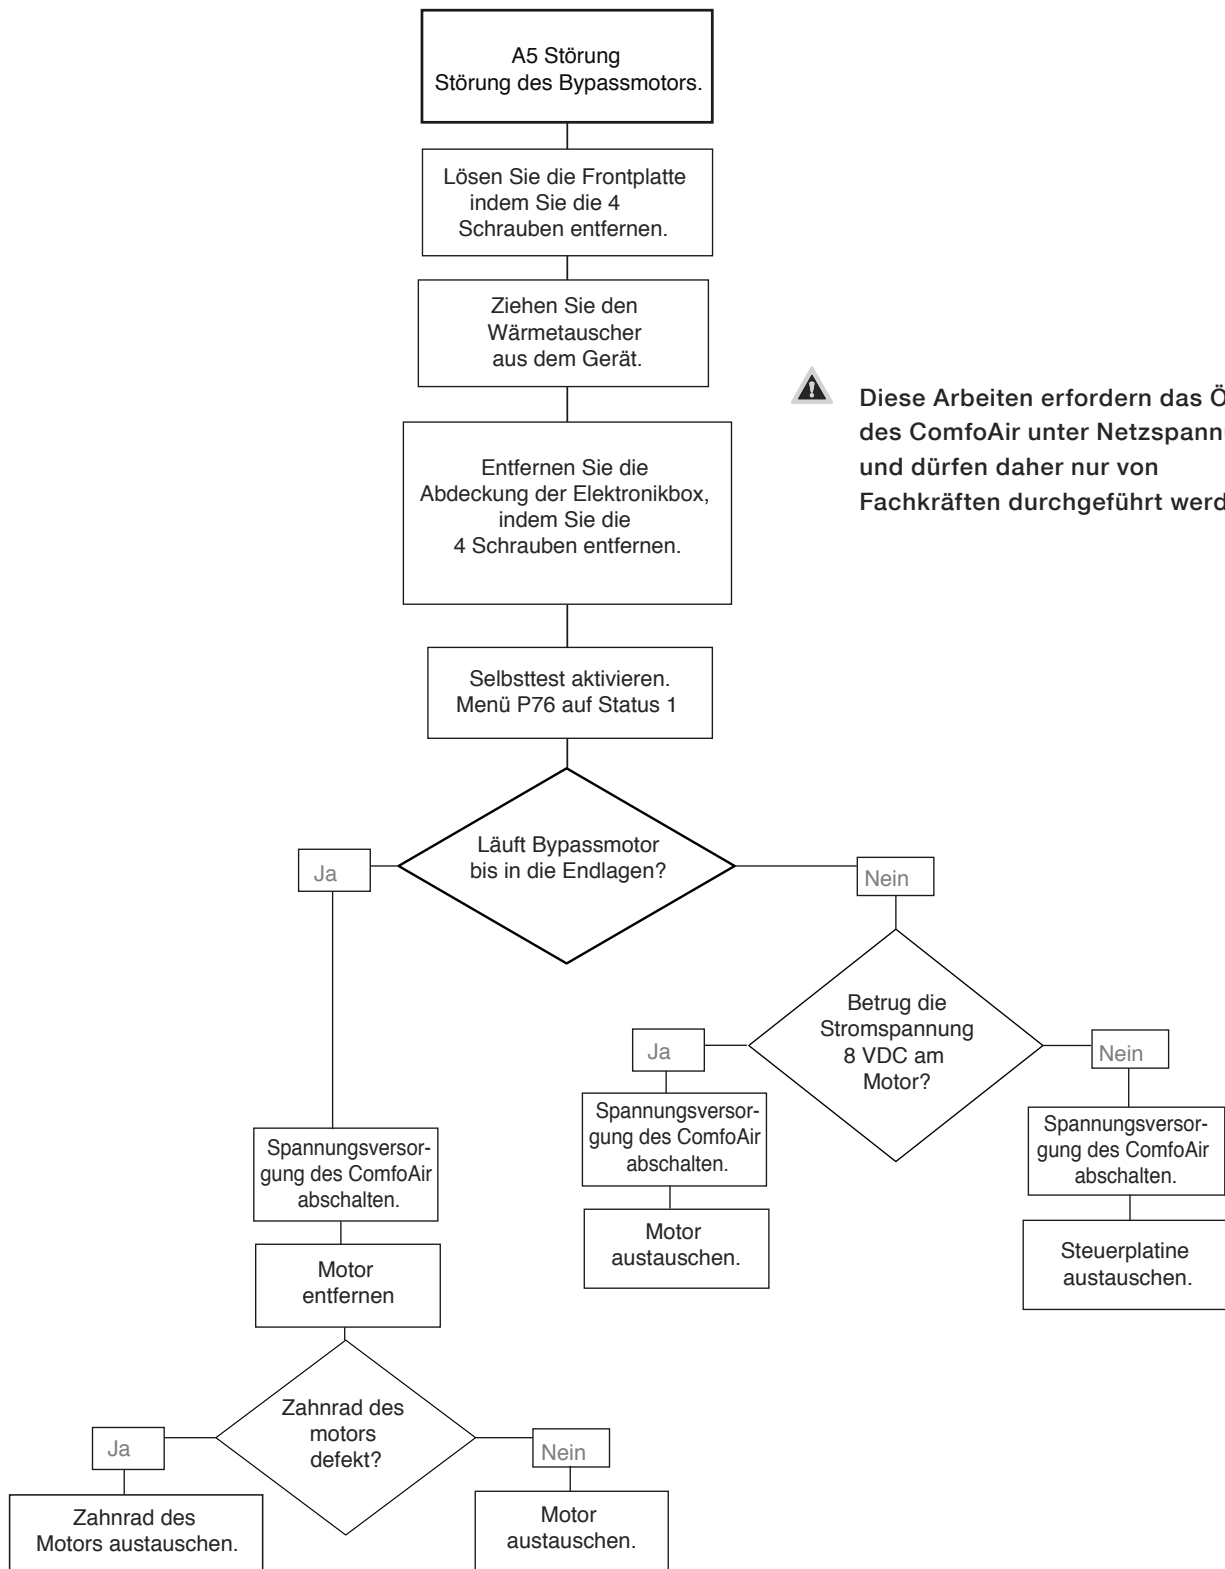 A5 Störung
Störung des Bypassmotors.
Lösen Sie die Frontplatte
indem Sie die 4
Schrauben entfernen.
Ziehen Sie den
Wärmetauscher
aus dem Gerät.
Diese Arbeiten erfordern das
des ComfoAir unter
und dürfen daher nur von
Fachkräften durchgeführt
Entfernen Sie die
Abdeckung der Elektronikbox,
indem Sie die
4 Schrauben entfernen.
Selbsttest aktivieren.
Menü P76 auf Status 1
Läuft Bypassmotor
bis in die Endlagen?
Ja
Nein
Betrug die
Stromspannung
8 VDC am
Motor?
Ja
Nein
Spannungsversor-
gung des ComfoAir
abschalten.
Motor
austauschen.
Spannungsversor-
gung des ComfoAir
abschalten.
Steuerplatine
austauschen.
Spannungsversor-
gung des ComfoAir
abschalten.
Motor
entfernen
Zahnrad des
motors
defekt?
Ja
Nein
Zahnrad des
Motors austauschen.
Motor
austauschen.